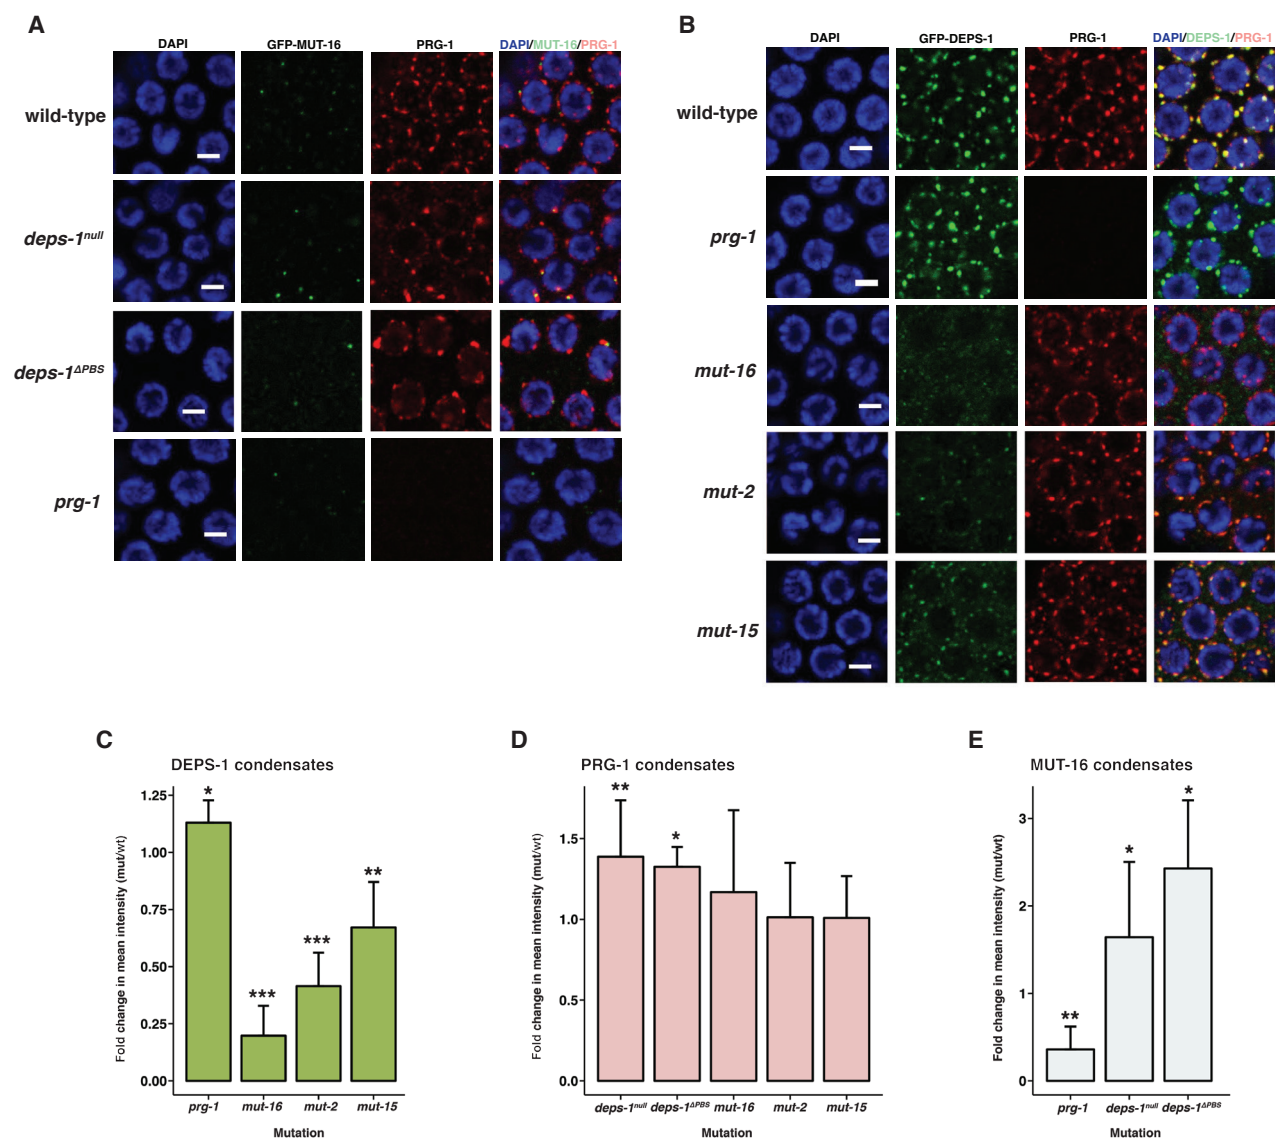 A
DAPI GFP-MUT-16 PRG-1 DAPI/MUT-16/PRG-1
wild-type
deps-1null
deps-1ΔPBS
prg-1
B
DAPI GFP-DEPS-1 PRG-1 DAPI/DEPS-1/PRG-1
wild-type
prg-1
mut-16
mut-2
mut-15
C
DEPS-1 condensates
Fold change in mean intensity (mut/wt)
1.25
1.00
0.75
0.50
0.25
0.00
* *** *** **
prg-1 mut-16 mut-2 mut-15
Mutation
D
PRG-1 condensates
Fold change in mean intensity (mut/wt)
1.5
1.0
0.5
0.0
** *
deps-1null deps-1ΔPBS mut-16 mut-2 mut-15
Mutation
E
MUT-16 condensates
Fold change in mean intensity (mut/wt)
3
2
1
0
** * *
prg-1 deps-1null deps-1ΔPBS
Mutation